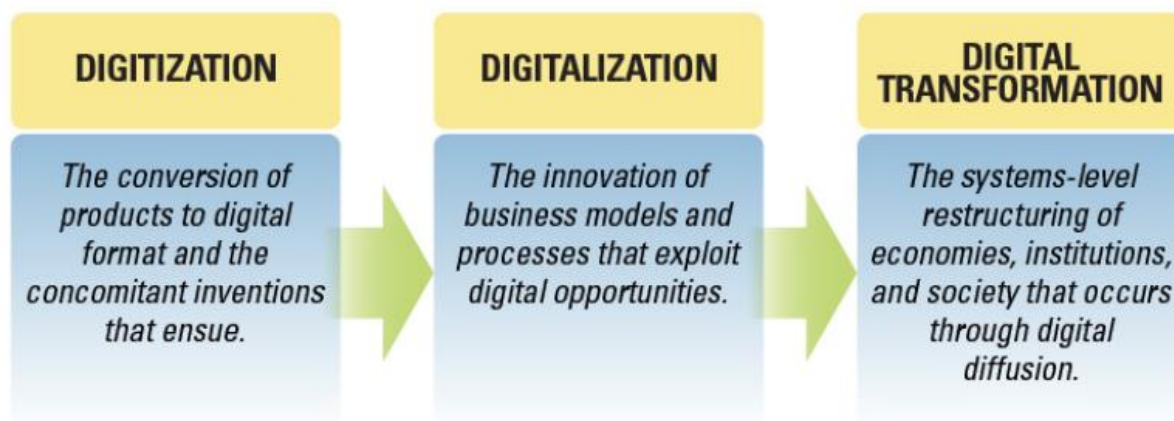 DIGITIZATION
The conversion of
products to digital
format and the
concomitant inventions
that ensue.
DIGITALIZATION
The innovation of
business models and
processes that exploit
digital opportunities.
DIGITAL
TRANSFORMATION
The systems-level
restructuring of
economies, institutions,
and society that occurs
through digital
diffusion.